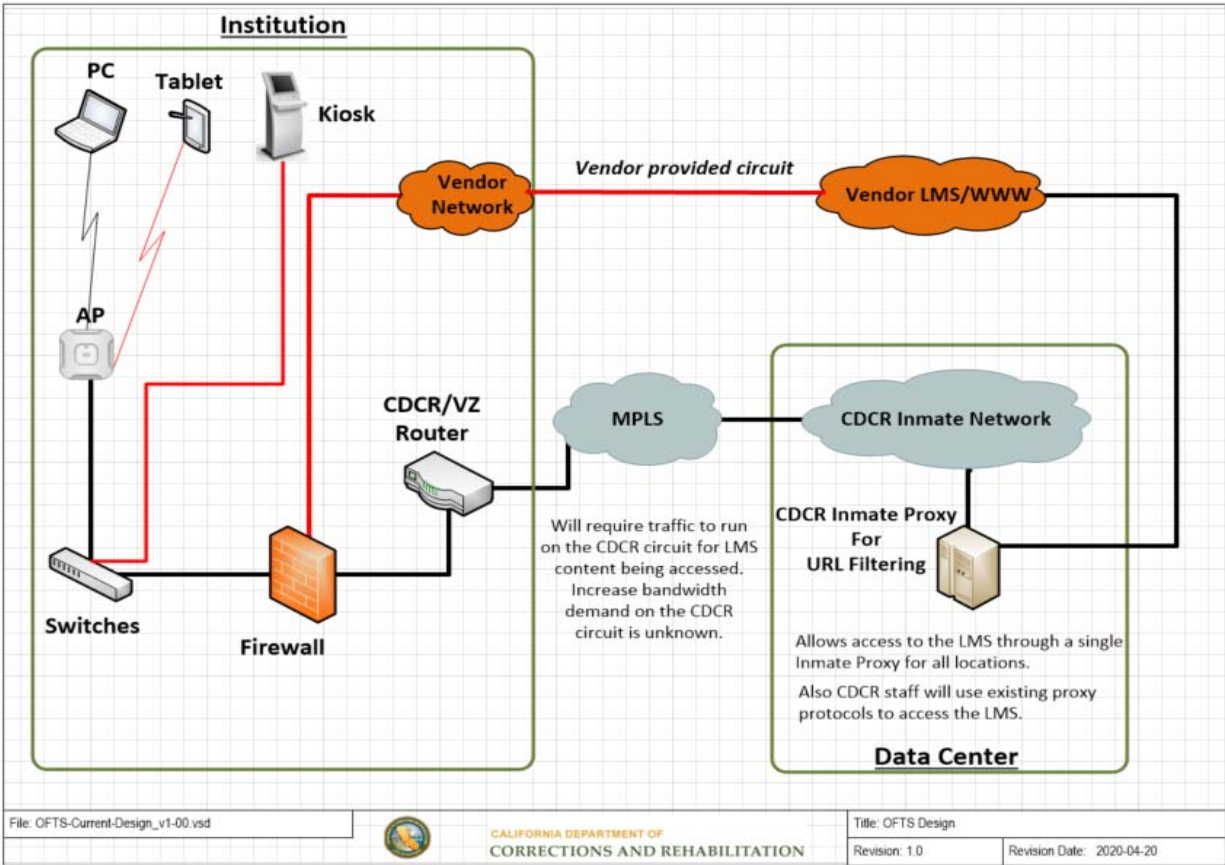 Institution
PC
Tablet
Kiosk
Vendor
Network
Vendor provided circuit
Vendor LMS/WWW
AP
CDCR/VZ
Router
MPLS
CDCR Inmate Network
Switches
Firewall
Will require traffic to run
on the CDCR circuit for LMS
content being accessed.
Increase bandwidth
demand on the CDCR
circuit is unknown.
CDCR Inmate Proxy
For
URL Filtering
Allows access to the LMS through a single
Inmate Proxy for all locations.
Also CDCR staff will use existing proxy
protocols to access the LMS.
Data Center
File: OFTS-Current-Design_v1-00.vsd
CALIFORNIA DEPARTMENT OF
CORRECTIONS AND REHABILITATION
Title: OFTS Design
Revision: 1.0
Revision Date: 2020-04-20